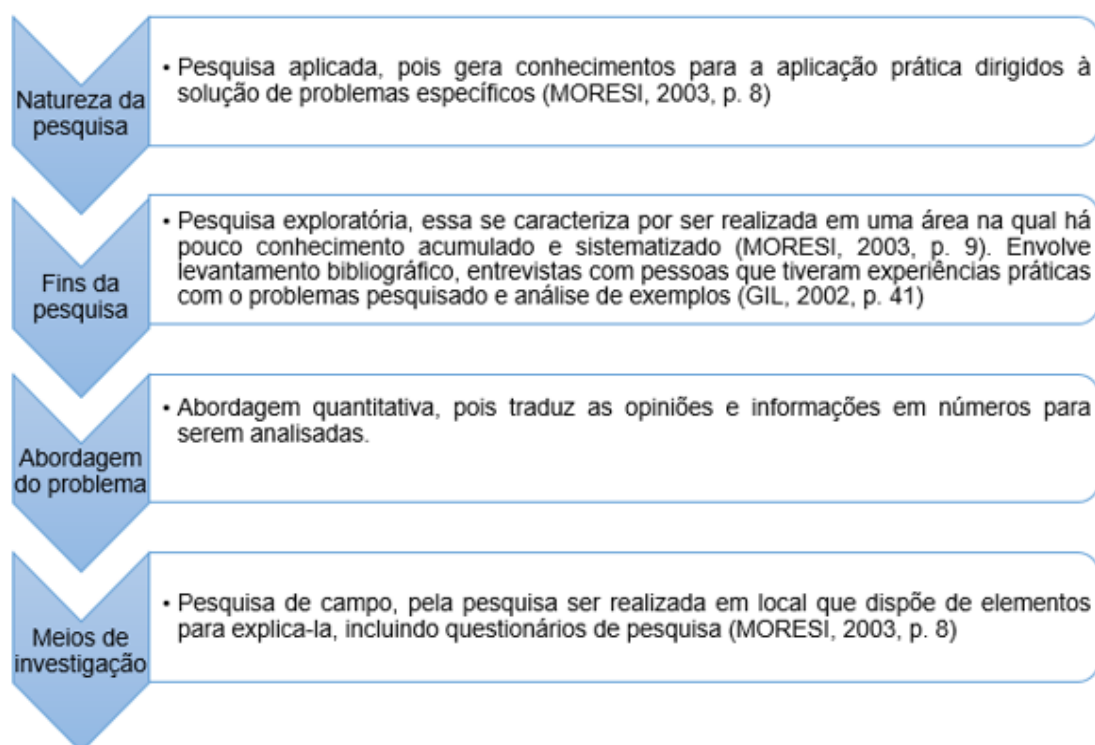 Natureza da
pesquisa
• Pesquisa aplicada, pois gera conhecimentos para a aplicação prática dirigidos à
solução de problemas específicos (MORESI, 2003, p. 8)
Fins da
pesquisa
• Pesquisa exploratória, essa se caracteriza por ser realizada em uma área na qual há
pouco conhecimento acumulado e sistematizado (MORESI, 2003, p. 9). Envolve
levantamento bibliográfico, entrevistas com pessoas que tiveram experiências práticas
com o problemas pesquisado e análise de exemplos (GIL, 2002, p. 41)
Abordagem
do problema
• Abordagem quantitativa, pois traduz as opiniões e informações em números para
serem analisadas.
Meios de
investigação
• Pesquisa de campo, pela pesquisa ser realizada em local que dispõe de elementos
para explica-la, incluindo questionários de pesquisa (MORESI, 2003, p. 8)